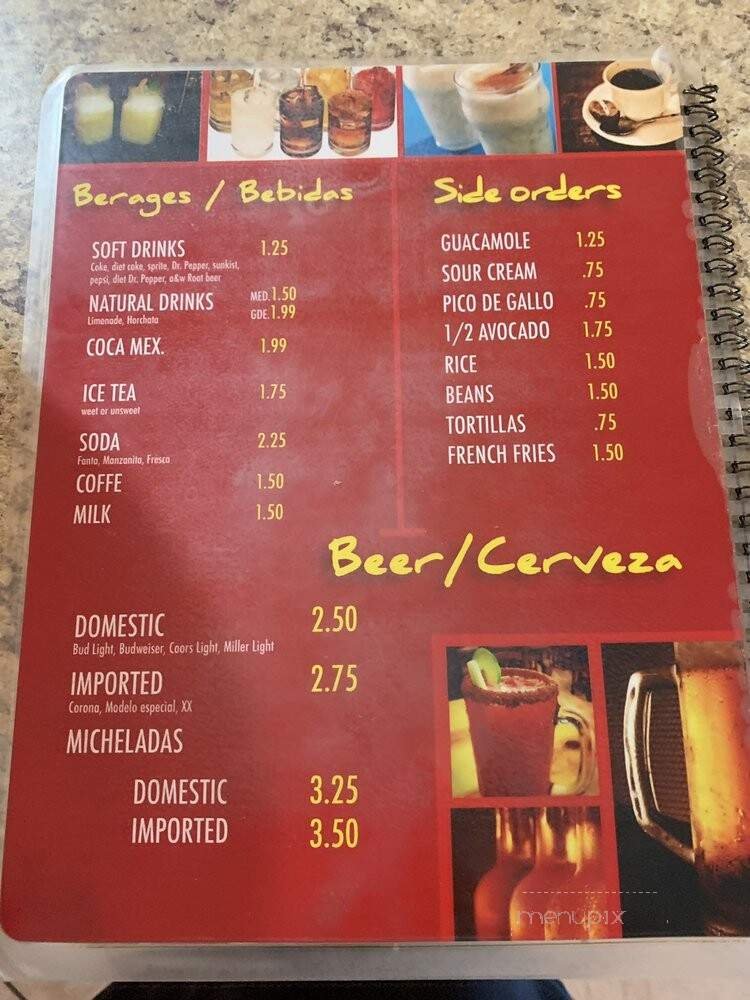 Berages / Bebidas
SOFT DRINKS 1.25
Coke, diet coke, sprite, Dr. Pepper, sunkist,
pepsi, diet Dr. Pepper, a&w Root beer
NATURAL DRINKS MED. 1.50
GDE. 1.99
Limonade, Horchata
COCA MEX. 1.99
ICE TEA 1.75
weet or unsweet
SODA 2.25
Fanta, Manzanita, Fresca
COFFE 1.50
MILK 1.50
Side orders
GUACAMOLE 1.25
SOUR CREAM .75
PICO DE GALLO .75
1/2 AVOCADO 1.75
RICE 1.50
BEANS 1.50
TORTILLAS .75
FRENCH FRIES 1.50
Beer/Cerveza
DOMESTIC 2.50
Bud Light, Budweiser, Coors Light, Miller Light
IMPORTED 2.75
Corona, Modelo especial, XX
MICHELADAS
DOMESTIC 3.25
IMPORTED 3.50
menupix